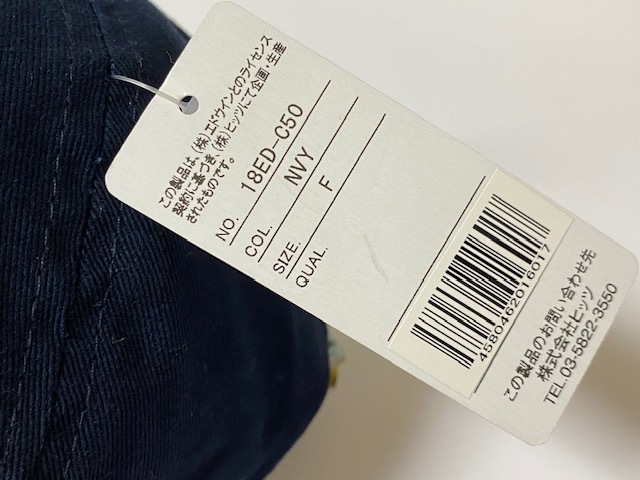 この製品は、(株)エドウインとのライセンス
契約に基づき、(株)ヒッツにて企画・生産
されたものです。
NO. 18ED-C50
COL. NVY
SIZE. F
QUAL.
4580462016017
この製品のお問い合わせ先
株式会社ヒッツ
TEL.03-5822-3550